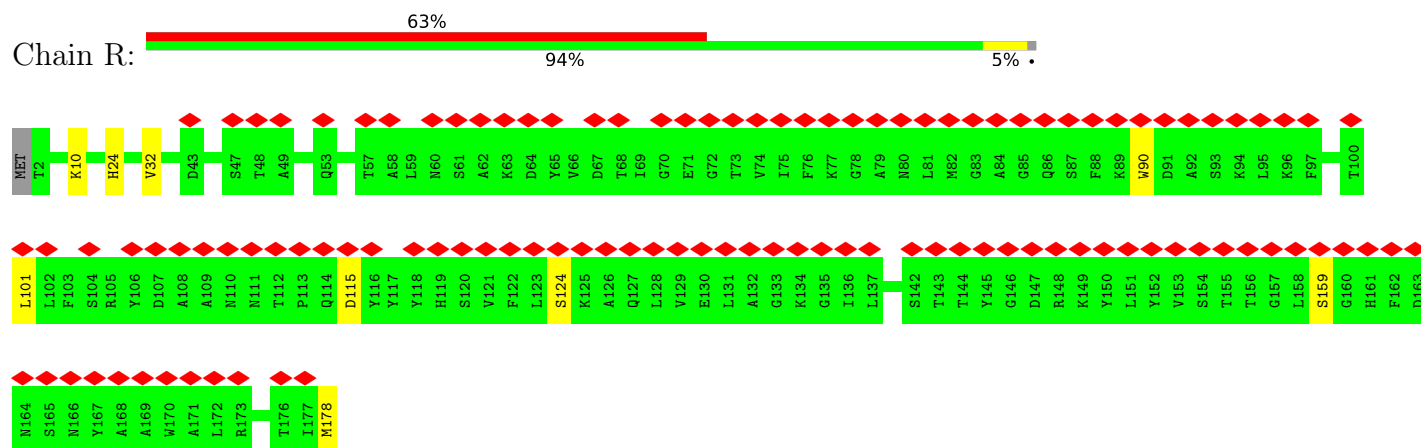 63%
Chain R:
94% 5% •
MET T2 K10 H24 V32 D43 S47 T48 A49 Q53 T57 A58 L59 N60 S61 A62 K63 D64 Y65 V66 D67 T68 I69 G70 E71 G72 T73 V74 I75 F76 K77 G78 A79 N80 L81 M82 G83 A84 G85 Q86 S87 F88 K89 W90 D91 A92 S93 K94 L95 K96 F97 T100
L101 L102 F103 S104 R105 Y106 D107 A108 A109 N110 N111 T112 P113 Q114 D115 Y116 Y117 Y118 H119 S120 V121 F122 L123 S124 K125 A126 Q127 L128 V129 E130 L131 A132 G133 K134 G135 I136 L137 S142 T143 T144 Y145 G146 D147 R148 K149 Y150 L151 Y152 V153 S154 T155 T156 G157 L158 S159 G160 H161 F162 D163
N164 S165 N166 Y167 A168 A169 W170 A171 L172 R173 T176 I177 M178